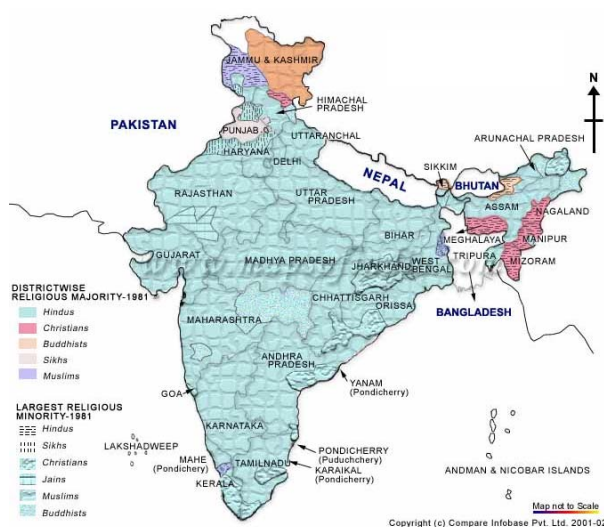 JAMMU & KASHMIR
HIMACHAL
PRADESH
N
PAKISTAN
PUNJAB
UTTARANCHAL
HARYANA
DELHI
ARUNACHAL PRADESH
SIKKIM
NEPAL
BHUTAN
RAJASTHAN
UTTAR
PRADESH
ASSAM
NAGALAND
BIHAR
MEGHALAYA
MANIPUR
GUJARAT
MADHYA PRADESH
JHARKHAND
WEST
BENGAL
TRIPURA
MIZORAM
CHHATTISGARH
ORISSA
BANGLADESH
MAHARASHTRA
ANDHRA
PRADESH
YANAM
(Pondicherry)
GOA
KARNATAKA
LAKSHADWEEP
MAHE
(Pondichery)
TAMILNADU
KERALA
PONDICHERRY
(Puduchchery)
KARAIKAL
(Pondicherry)
ANDMAN & NICOBAR ISLANDS
DISTRICTWISE
RELIGIOUS MAJORITY-1981
Hindus
Christians
Buddhists
Sikhs
Muslims
LARGEST RELIGIOUS
MINORITY-1981
Hindus
Sikhs
Christians
Jains
Muslims
Buddhists
Map not to Scale
Copyright (c) Compare Infobase Pvt. Ltd. 2001-02